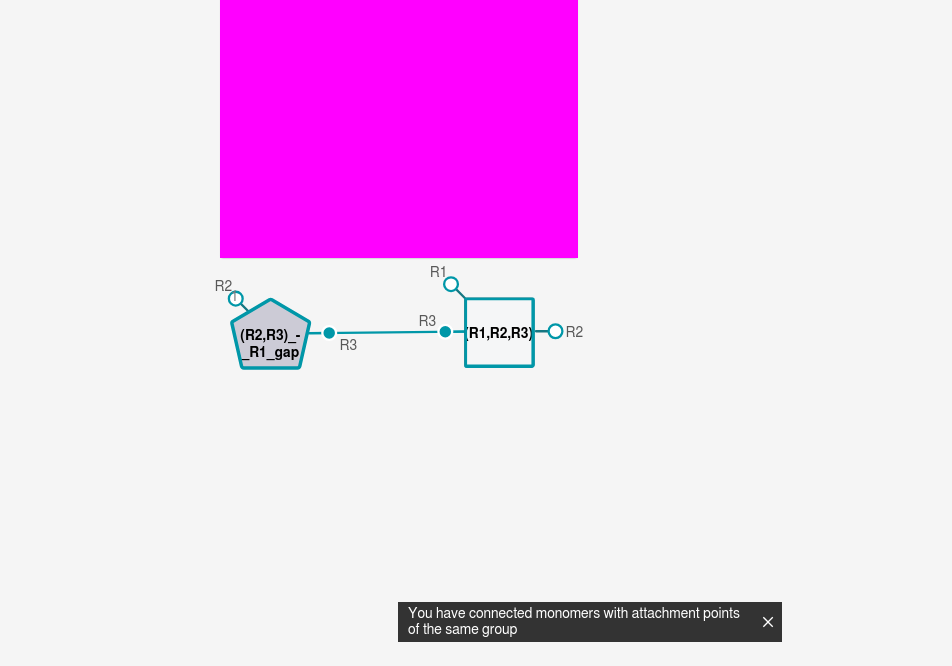 R1
R2
R3
(R2,R3)_-
_R1_gap
R3
(R1,R2,R3)
R2
You have connected monomers with attachment points
of the same group